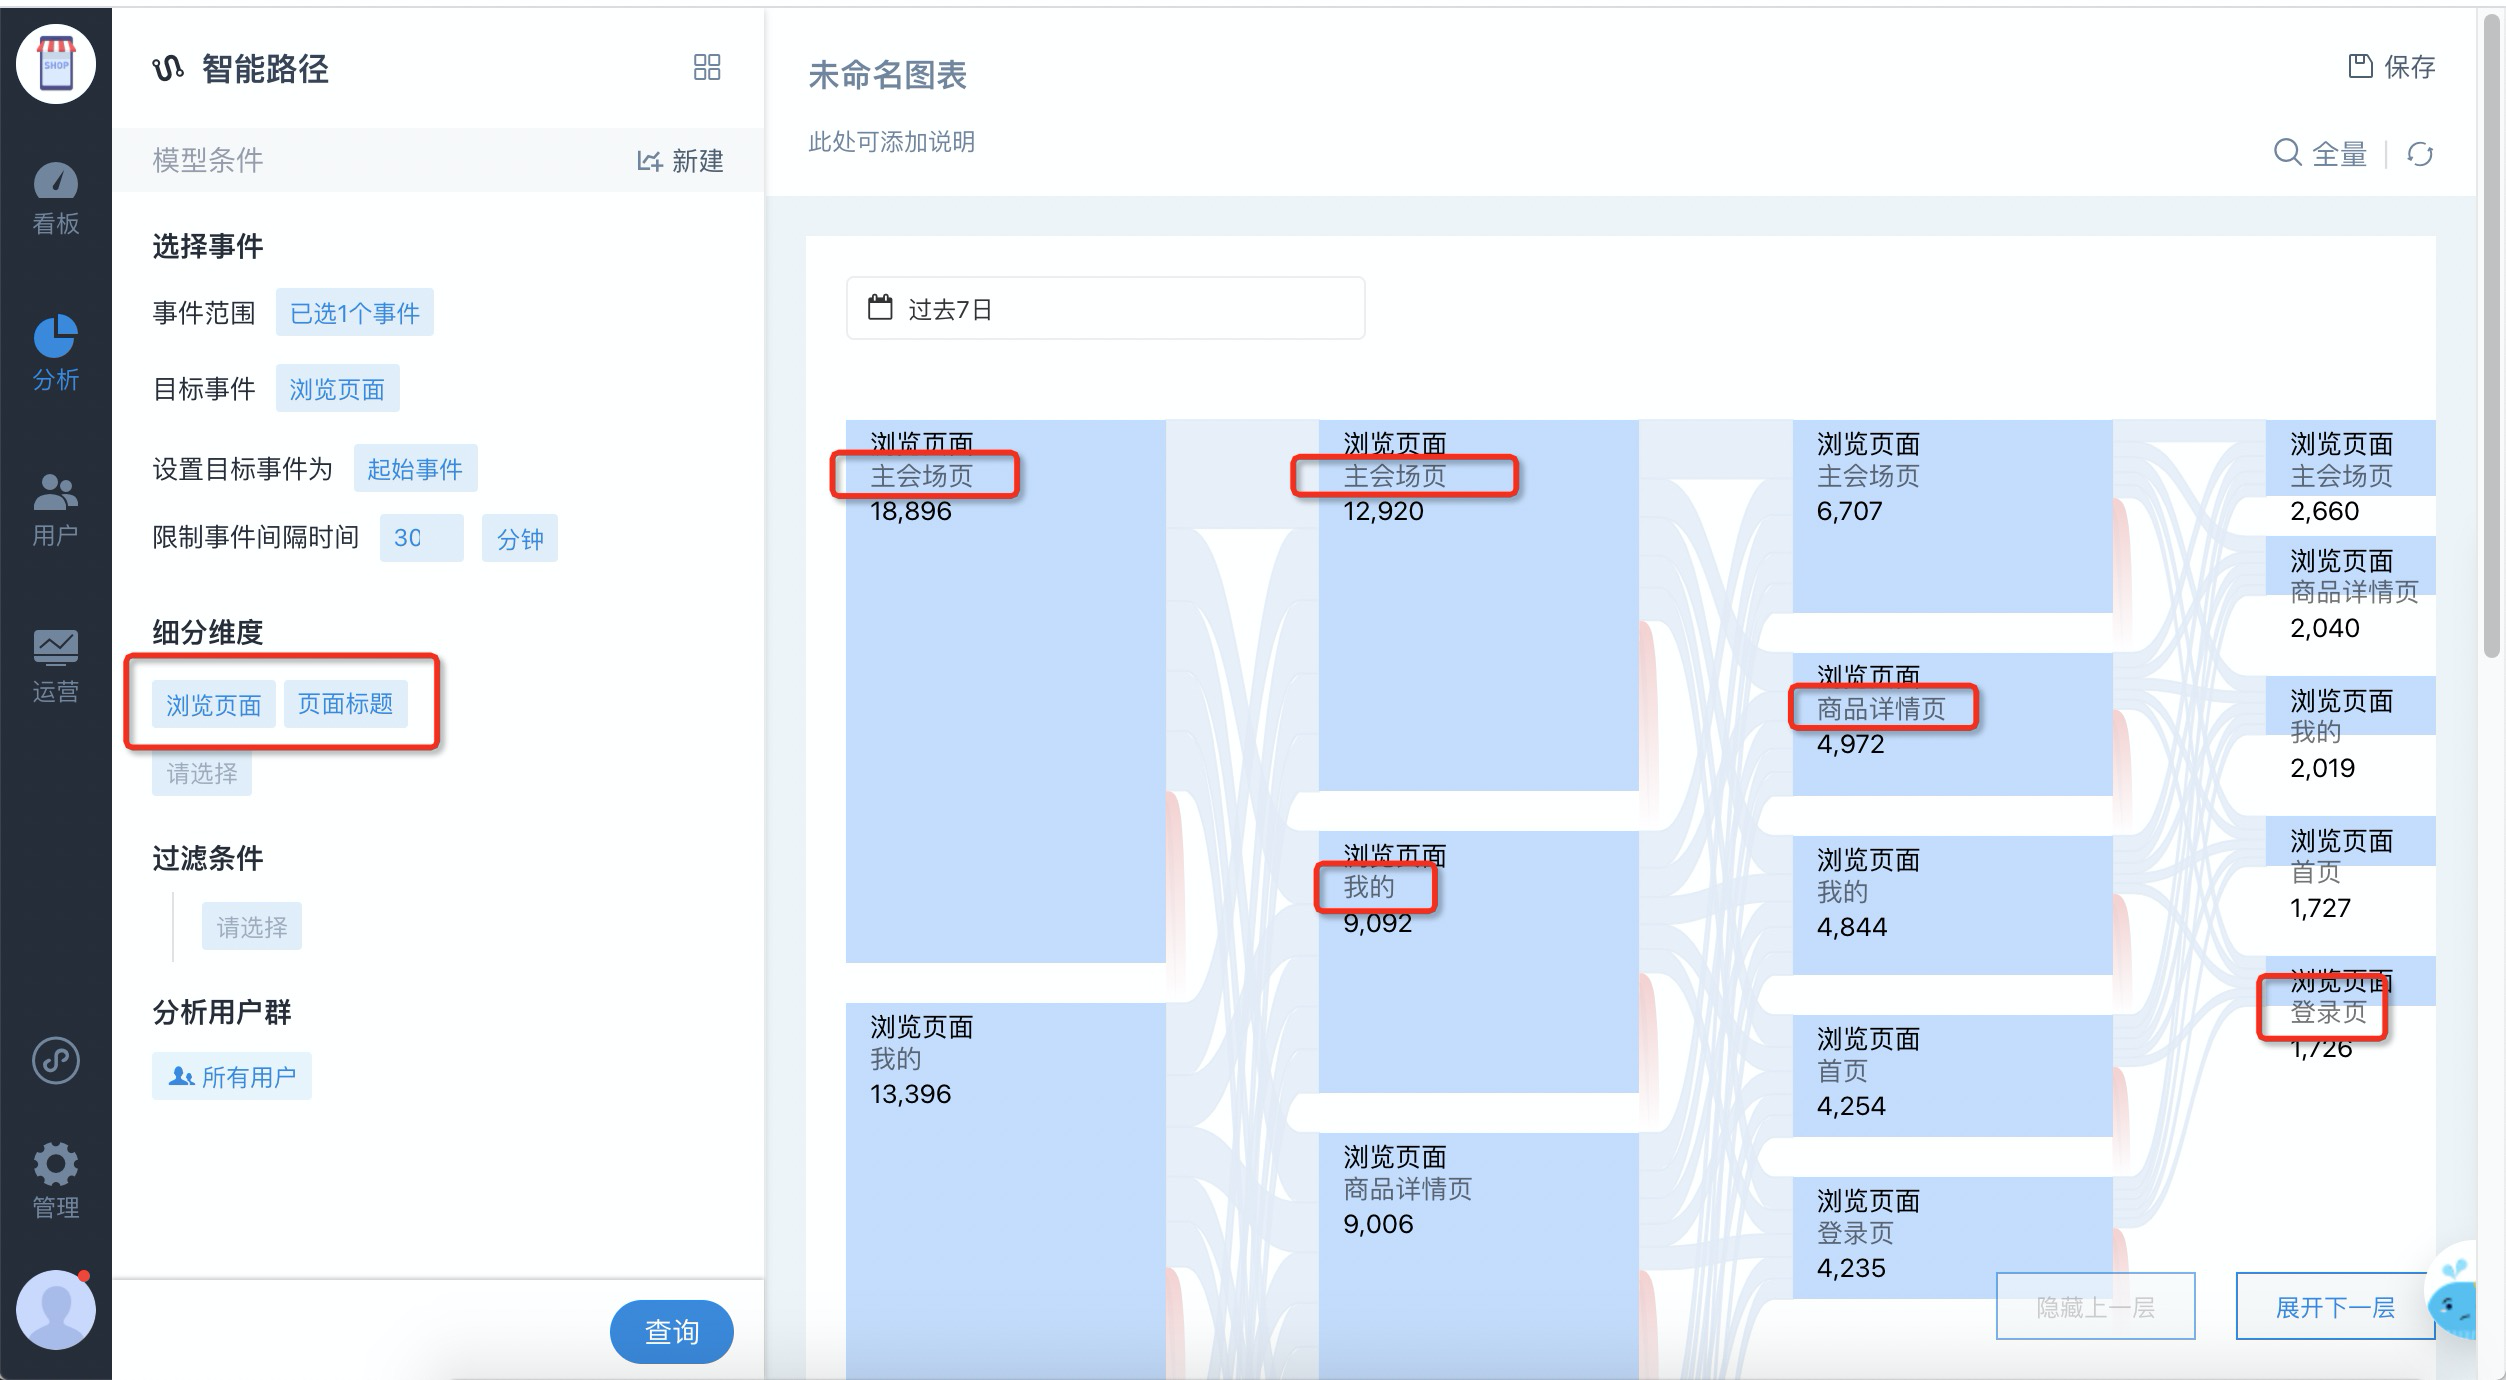 SHOP
看板
分析
用户
运营
管理
智能路径
模型条件
新建
选择事件
事件范围 已选1个事件
目标事件 浏览页面
设置目标事件为 起始事件
限制事件间隔时间 30 分钟
细分维度
浏览页面 页面标题
请选择
过滤条件
请选择
分析用户群
所有用户
查询
未命名图表
保存
此处可添加说明
全量
过去7日
浏览页面
主会场页
18,896
浏览页面
我的
13,396
浏览页面
主会场页
12,920
浏览页面
我的
9,092
浏览页面
商品详情页
9,006
浏览页面
主会场页
6,707
浏览页面
商品详情页
4,972
浏览页面
我的
4,844
浏览页面
首页
4,254
浏览页面
登录页
4,235
浏览页面
主会场页
2,660
浏览页面
商品详情页
2,040
浏览页面
我的
2,019
浏览页面
首页
1,727
浏览页面
登录页
1,726
隐藏上一层
展开下一层